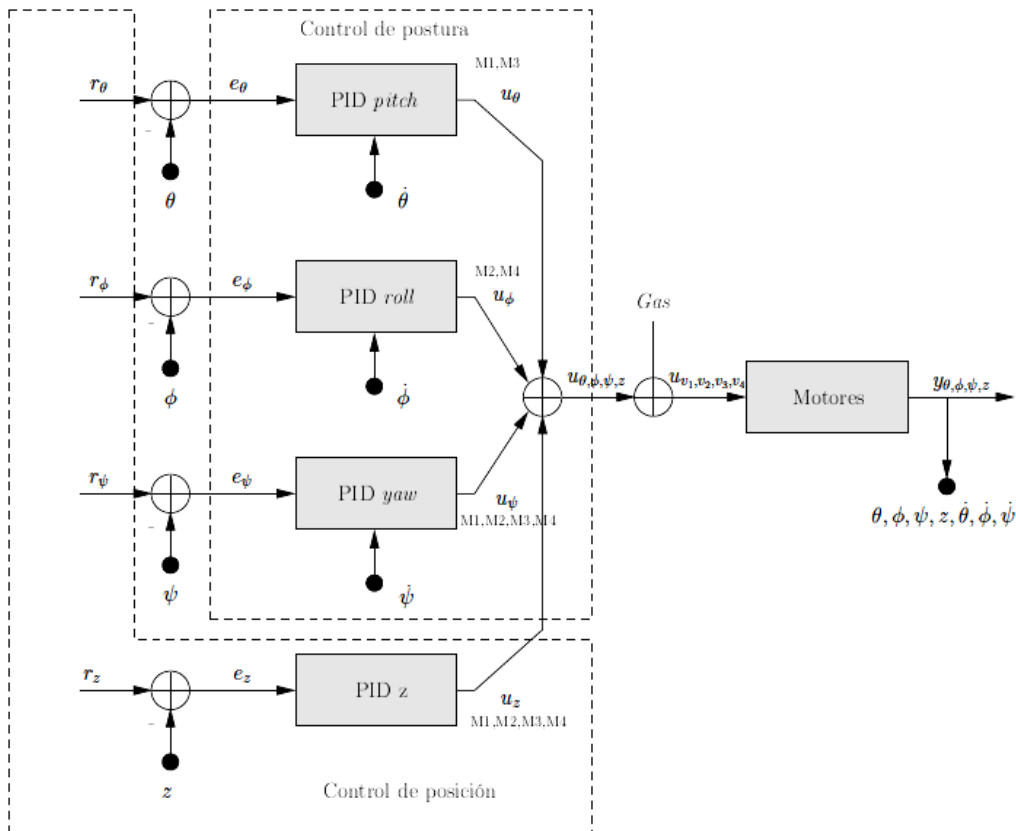 Control de postura
M1,M3
r_θ
e_θ
PID pitch
u_θ
-
θ
θ̇
M2,M4
r_ϕ
e_ϕ
PID roll
u_ϕ
-
ϕ
ϕ̇
Gas
u_θ,ϕ,ψ,z
u_v₁,v₂,v₃,v₄
Motores
y_θ,ϕ,ψ,z
θ, ϕ, ψ, z, θ̇, ϕ̇, ψ̇
r_ψ
e_ψ
PID yaw
u_ψ
M1,M2,M3,M4
-
ψ
ψ̇
r_z
e_z
PID z
u_z
M1,M2,M3,M4
-
z
Control de posición